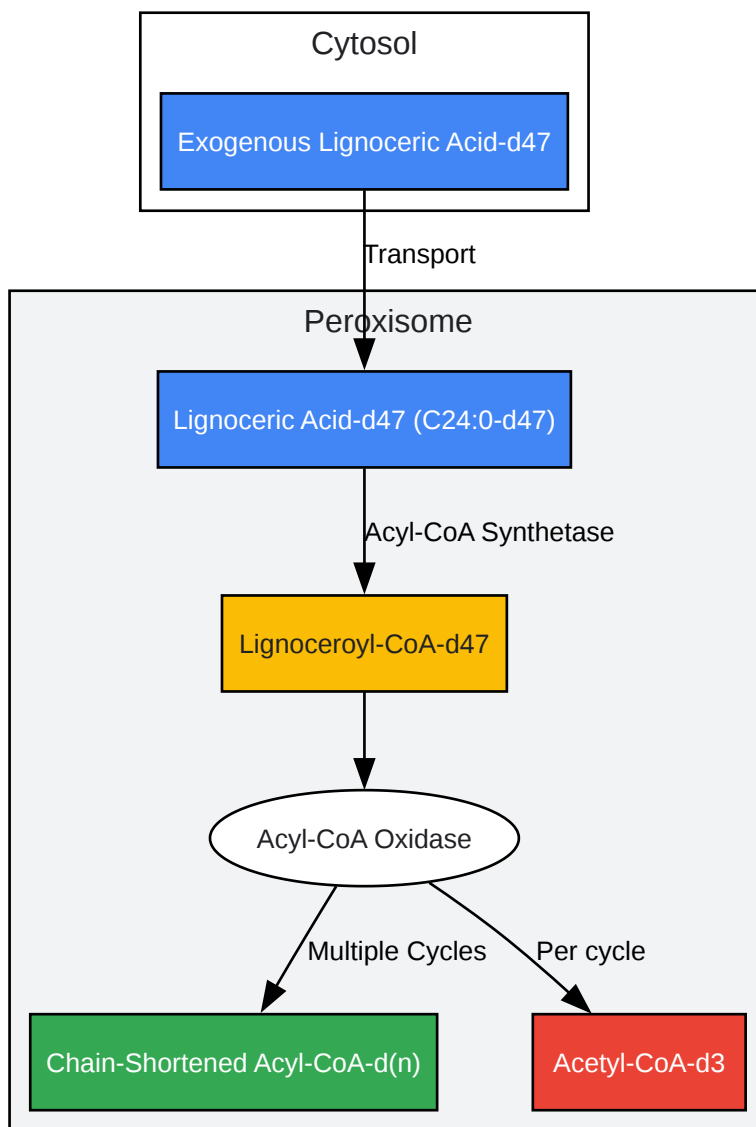 Cytosol
Exogenous Lignoceric Acid-d47
Transport
Peroxisome
Lignoceric Acid-d47 (C24:0-d47)
Acyl-CoA Synthetase
Lignoceroyl-CoA-d47
Acyl-CoA Oxidase
Multiple Cycles
Per cycle
Chain-Shortened Acyl-CoA-d(n)
Acetyl-CoA-d3